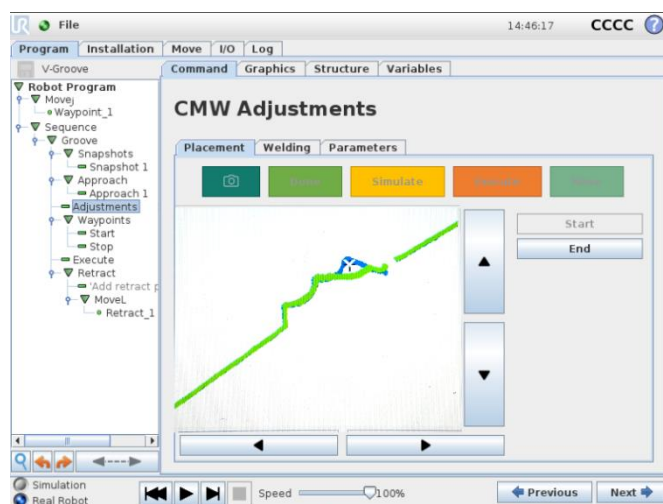 UR File 14:46:17 CCCC ?
Program Installation Move I/O Log
V-Groove
Command Graphics Structure Variables
Robot Program
MoveJ
Waypoint_1
Sequence
Groove
Snapshots
Snapshot 1
Approach
Approach 1
Adjustments
Waypoints
Start
Stop
Execute
Retract
'Add retract p
MoveL
Retract_1
CMW Adjustments
Placement Welding Parameters
Simulate
Start
End
Simulation
Real Robot
Speed 100%
Previous Next